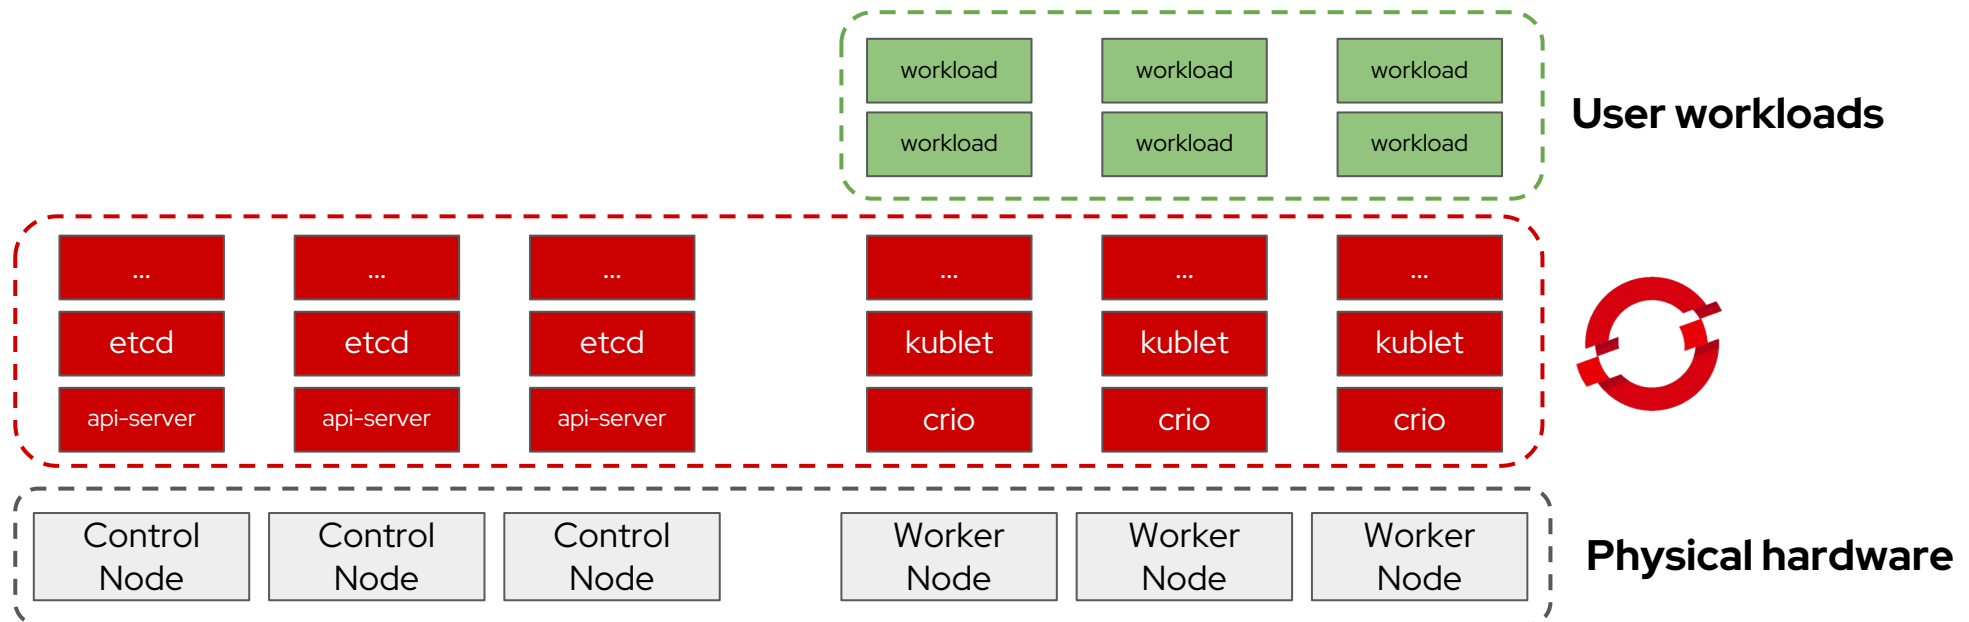 workload workload workload
workload workload workload
User workloads
... ... ... ... ... ...
etcd etcd etcd kublet kublet kublet
api-server api-server api-server crio crio crio
Control Control Control Worker Worker Worker
Node Node Node Node Node Node
Physical hardware